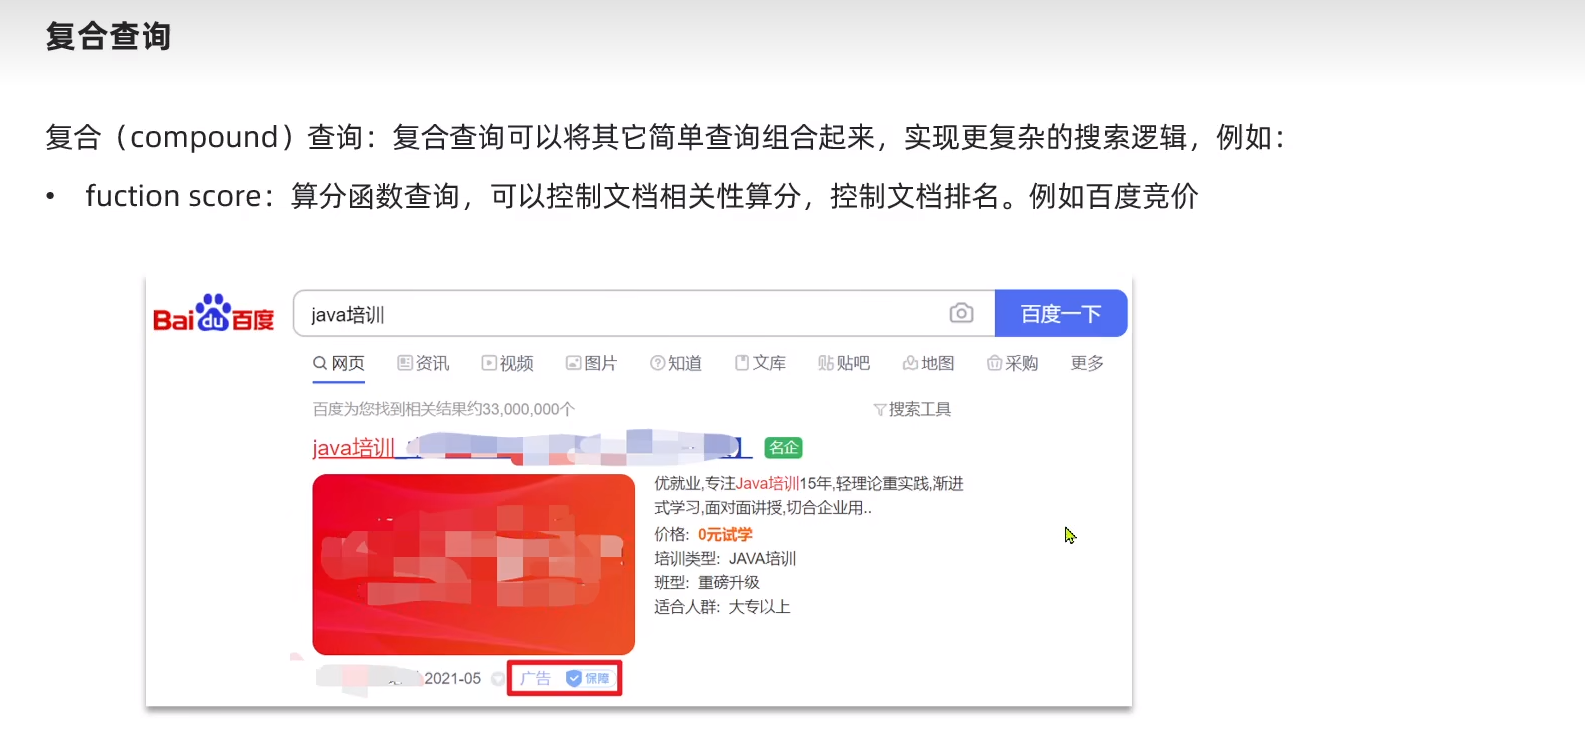 复合查询
复合（compound）查询：复合查询可以将其它简单查询组合起来，实现更复杂的搜索逻辑，例如：
• fuction score：算分函数查询，可以控制文档相关性算分，控制文档排名。例如百度竞价
Bai du 百度 java培训 百度一下
网页 资讯 视频 图片 知道 文库 贴吧 地图 采购 更多
百度为您找到相关结果约33,000,000个 搜索工具
java培训 名企
优就业,专注Java培训15年,轻理论重实践,渐进
式学习,面对面讲授,切合企业用..
价格: 0元试学
培训类型: JAVA培训
班型: 重磅升级
适合人群: 大专以上
2021-05 广告 保障